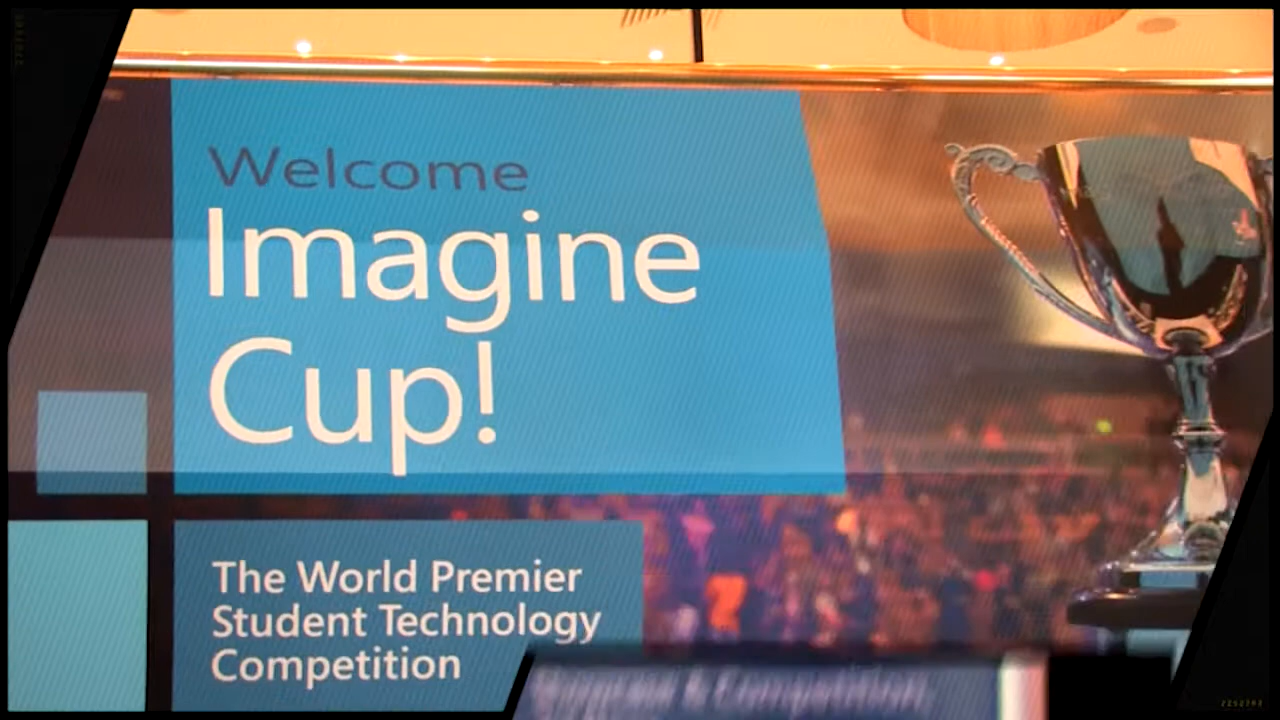 Welcome
Imagine
Cup!
The World Premier
Student Technology
Competition